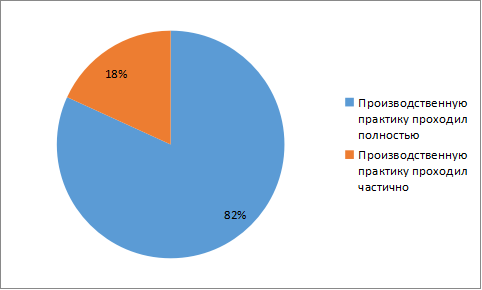 18%
82%
Производственную
практику проходил
полностью
Производственную
практику проходил
частично